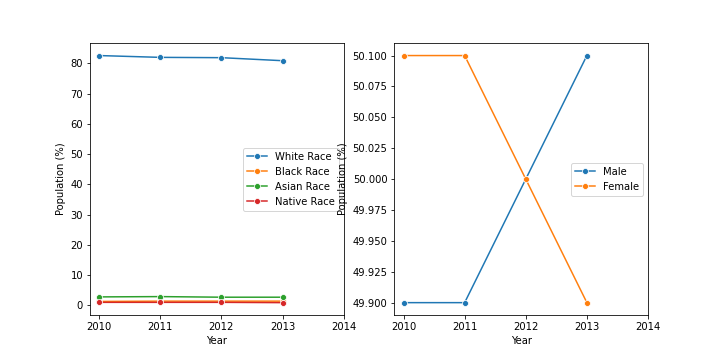 80
70
60
50
40
30
20
10
0
Population (%)
2010 2011 2012 2013 2014
Year
White Race
Black Race
Asian Race
Native Race
50.100
50.075
50.050
50.025
50.000
49.975
49.950
49.925
49.900
Population (%)
2010 2011 2012 2013 2014
Year
Male
Female